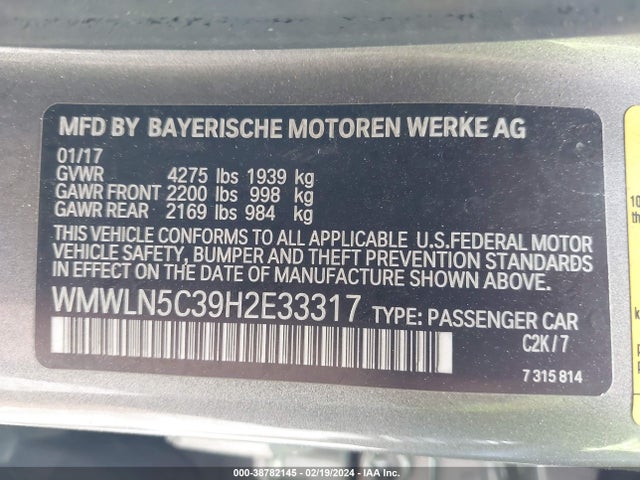 MFD BY BAYERISCHE MOTOREN WERKE AG
01/17
GVWR 4275 lbs 1939 kg
GAWR FRONT 2200 lbs 998 kg
GAWR REAR 2169 lbs 984 kg
THIS VEHICLE CONFORMS TO ALL APPLICABLE U.S.FEDERAL MOTOR
VEHICLE SAFETY, BUMPER AND THEFT PREVENTION STANDARDS
IN EFFECT ON THE DATE OF MANUFACTURE SHOWN ABOVE.
WMWLN5C39H2E33317 TYPE: PASSENGER CAR
C2K / 7
7 315 814
000-38782145 - 02/19/2024 - IAA Inc.